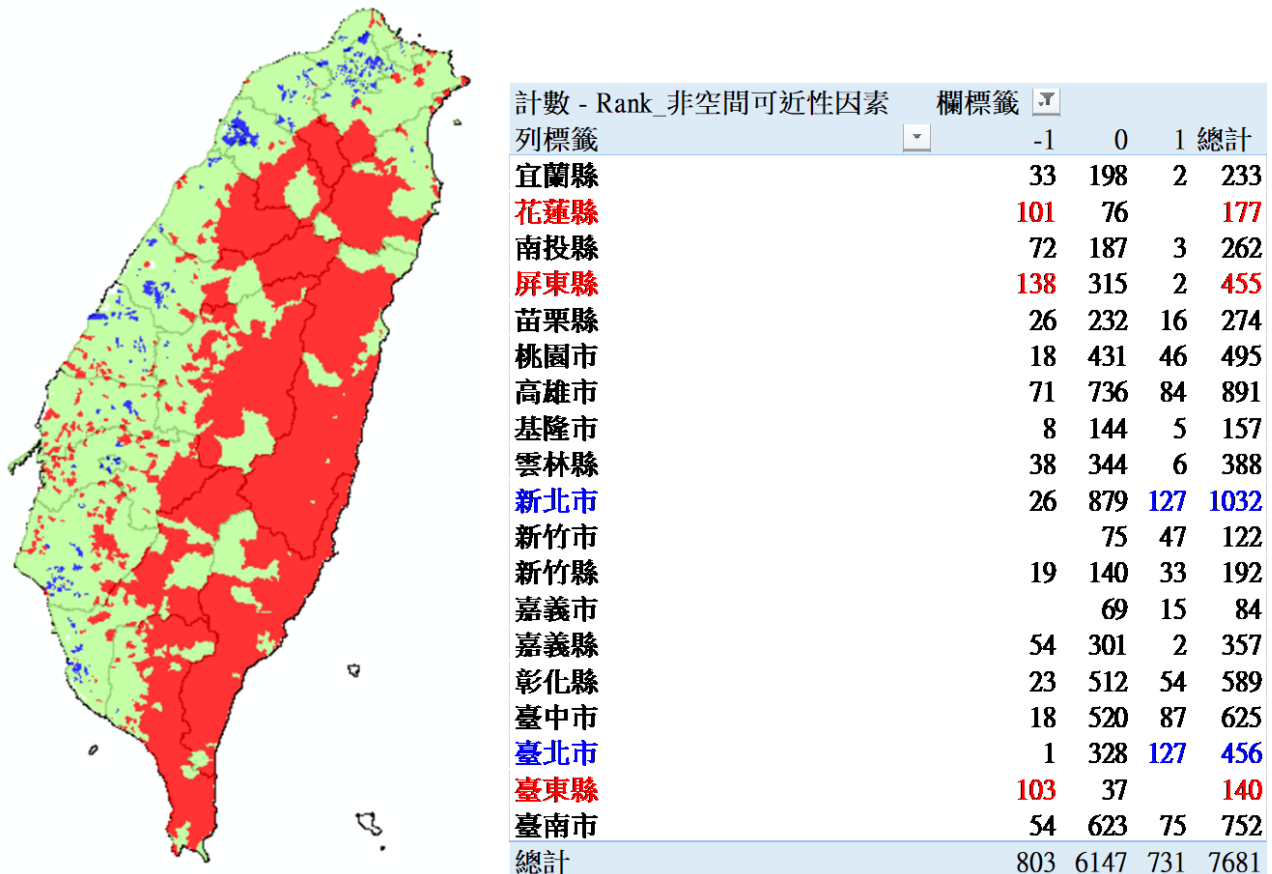 計數 - Rank_非空間可近性因素 欄標籤
列標籤 -1 0 1 總計
宜蘭縣 33 198 2 233
花蓮縣 101 76 177
南投縣 72 187 3 262
屏東縣 138 315 2 455
苗栗縣 26 232 16 274
桃園市 18 431 46 495
高雄市 71 736 84 891
基隆市 8 144 5 157
雲林縣 38 344 6 388
新北市 26 879 127 1032
新竹市 75 47 122
新竹縣 19 140 33 192
嘉義市 69 15 84
嘉義縣 54 301 2 357
彰化縣 23 512 54 589
臺中市 18 520 87 625
臺北市 1 328 127 456
臺東縣 103 37 140
臺南市 54 623 75 752
總計 803 6147 731 7681